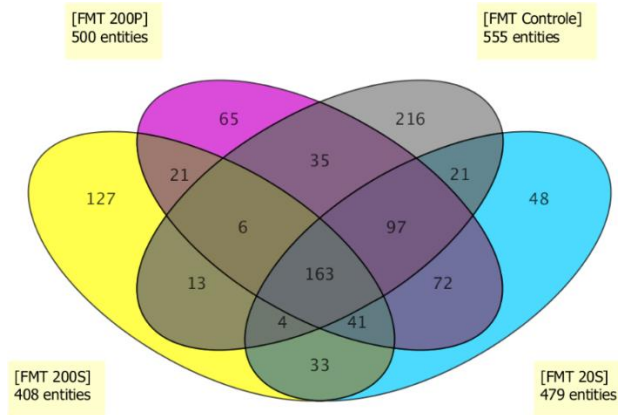 [FMT 200P]
500 entities
[FMT Controle]
555 entities
65
216
35
21
21
127
48
6
97
13
163
72
4
41
33
[FMT 200S]
408 entities
[FMT 20S]
479 entities